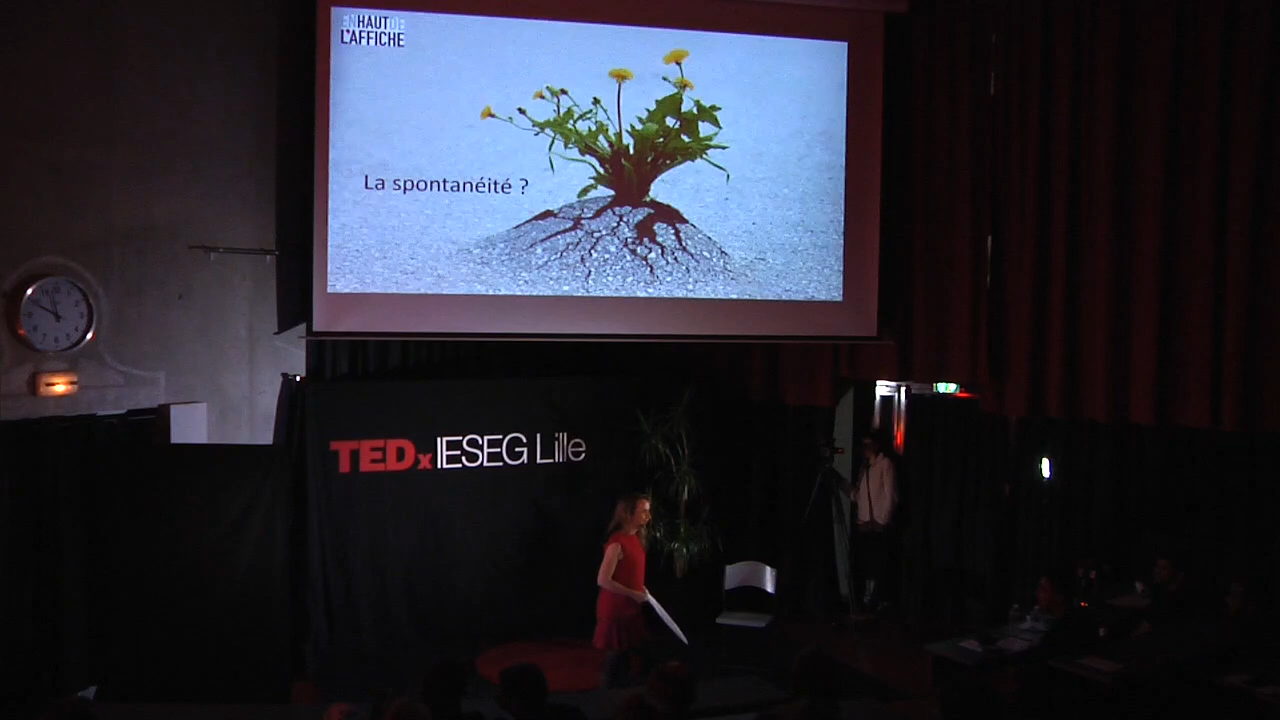 EN HAUT DE
L'AFFICHE
La spontanéité ?
TEDx IESEG Lille